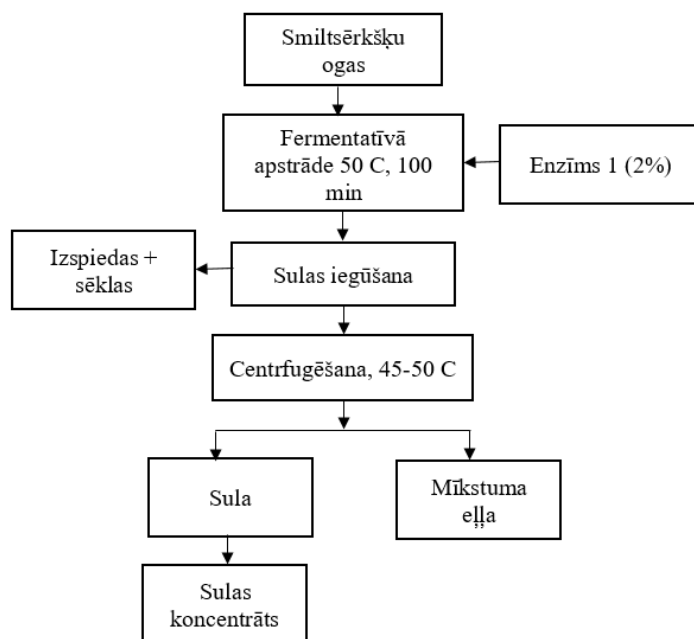 Smiltsērkšķu
ogas
Fermentatīvā
apstrāde 50 C, 100
min
Enzīms 1 (2%)
Izspiedas +
sēklas
Sulas iegūšana
Centrfugēšana, 45-50 C
Sula
Mīkstuma
eļļa
Sulas
koncentrāts